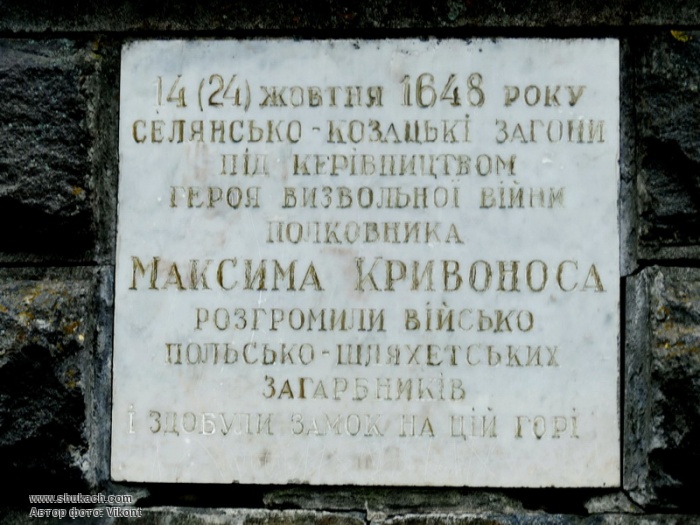 14 (24) жовтня 1648 року
селянсько-козацькі загони
під керівництвом
героя визвольної війни
полковника
Максима Кривоноса
розгромили військо
польсько-шляхетських
загарбників
і здобули замок на цій горі
www.shukach.com
Автор фото: Vikont